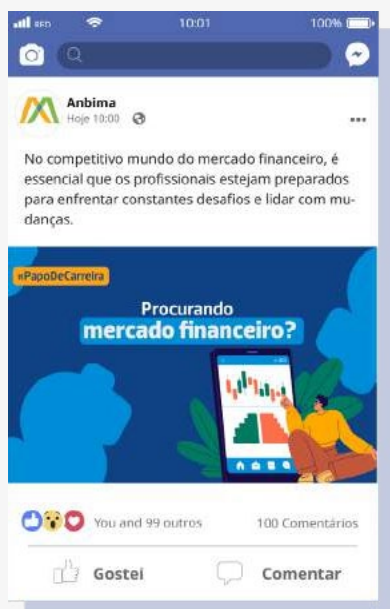 10:01
100%
Anbima
Hoje 10:00
No competitivo mundo do mercado financeiro, é
essencial que os profissionais estejam preparados
para enfrentar constantes desafios e lidar com mu-
danças.
#PapoDeCarreira
Procurando
mercado financeiro?
You and 99 outros
100 Comentários
Gostei
Comentar